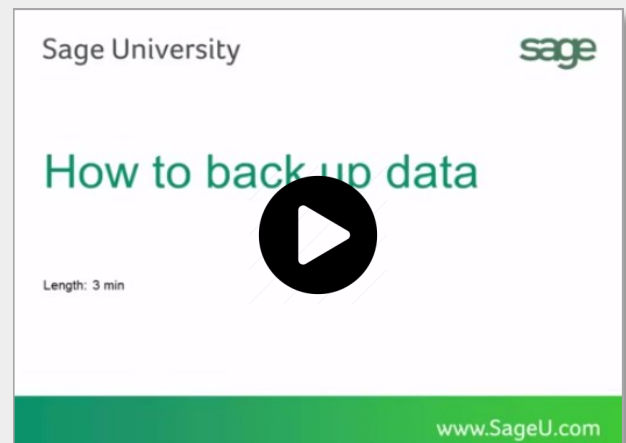 Sage University
sage
How to back up data
Length: 3 min
www.SageU.com